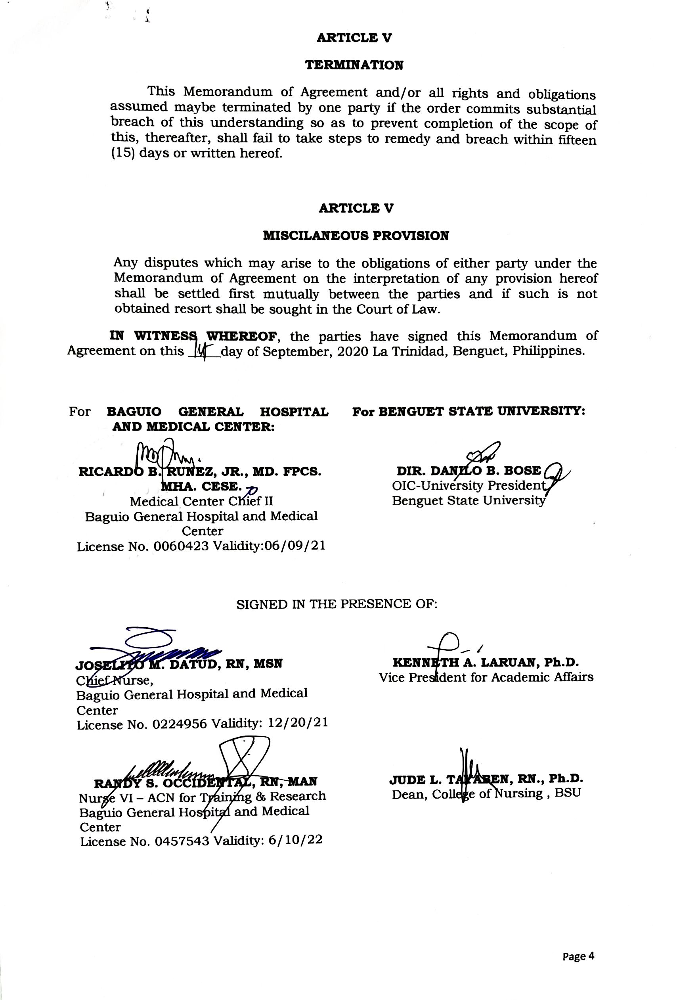 ARTICLE V
TERMINATION
This Memorandum of Agreement and/or all rights and obligations
assumed maybe terminated by one party if the order commits substantial
breach of this understanding so as to prevent completion of the scope of
this, thereafter, shall fail to take steps to remedy and breach within fifteen
(15) days or written hereof.
ARTICLE V
MISCILANEOUS PROVISION
Any disputes which may arise to the obligations of either party under the
Memorandum of Agreement on the interpretation of any provision hereof
shall be settled first mutually between the parties and if such is not
obtained resort shall be sought in the Court of Law.
IN WITNESS WHEREOF, the parties have signed this Memorandum of
Agreement on this 14 day of September, 2020 La Trinidad, Benguet, Philippines.
For BAGUIO GENERAL HOSPITAL
AND MEDICAL CENTER:
RICARDO B. RUNEZ, JR., MD. FPCS.
MHA. CESE.
Medical Center Chief II
Baguio General Hospital and Medical
Center
License No. 0060423 Validity:06/09/21
For BENGUET STATE UNIVERSITY:
DIR. DANILO B. BOSE
OIC-University President
Benguet State University
SIGNED IN THE PRESENCE OF:
JOSELITO M. DATUD, RN, MSN
Chief Nurse,
Baguio General Hospital and Medical
Center
License No. 0224956 Validity: 12/20/21
KENNETH A. LARUAN, Ph.D.
Vice President for Academic Affairs
RANDY S. OCCIDENTAL, RN, MAN
Nurse VI – ACN for Training & Research
Baguio General Hospital and Medical
Center
License No. 0457543 Validity: 6/10/22
JUDE L. TAYABEN, RN., Ph.D.
Dean, College of Nursing , BSU
Page 4